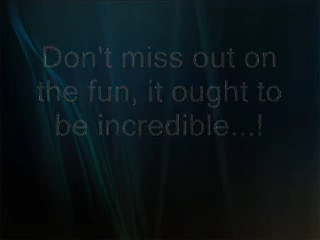 Don't miss out on
the fun, it ought to
be incredible...!